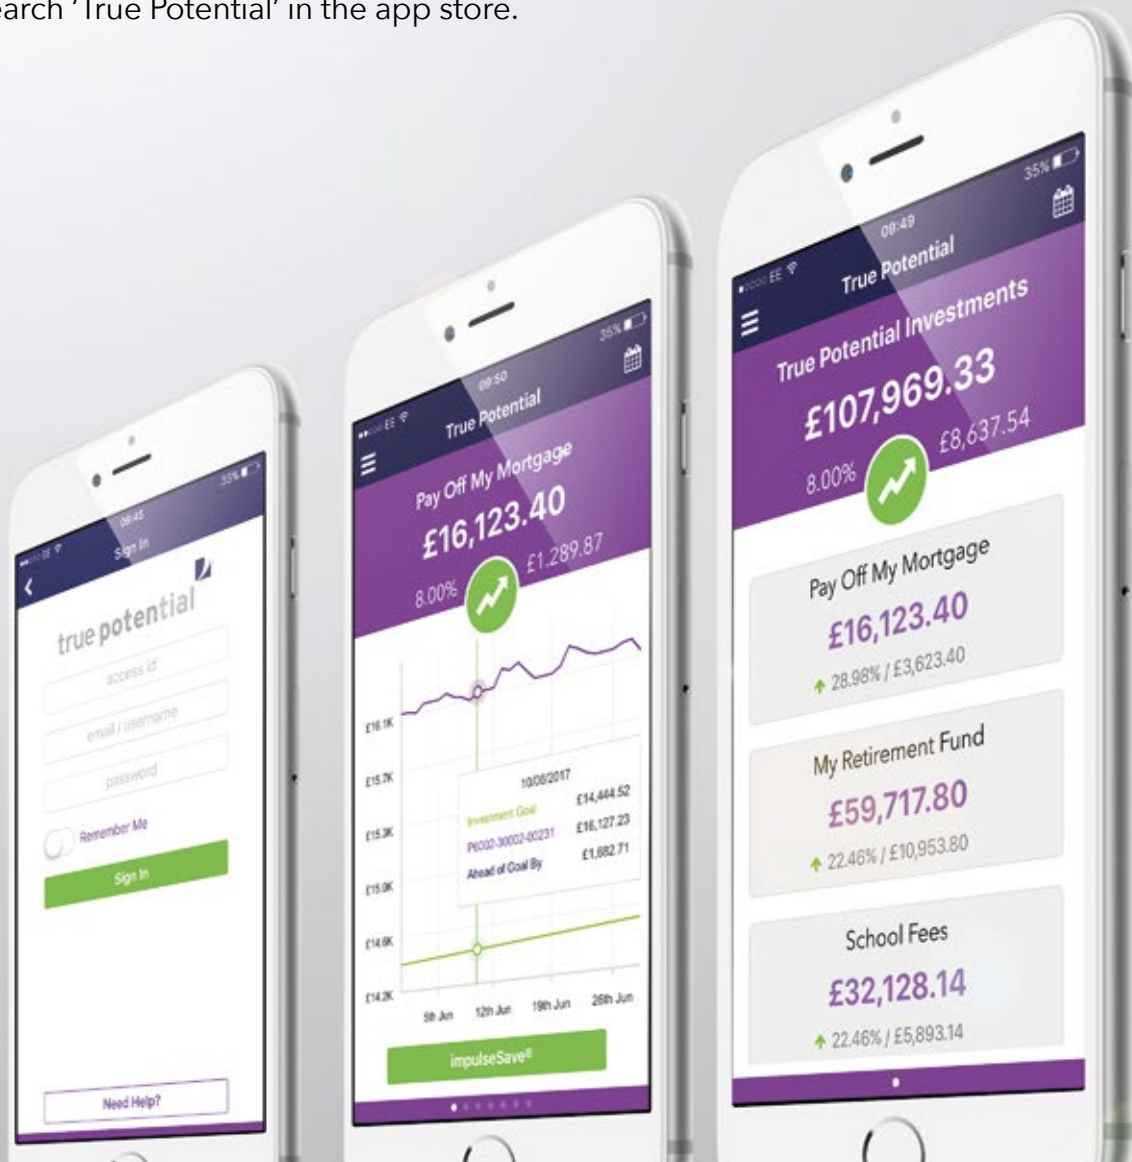 earch 'True Potential' in the app store.
EE
09:45
35%
Sign In
true potential
access id
email / username
password
Remember Me
Sign In
Need Help?
EE
09:50
35%
True Potential
Pay Off My Mortgage
£16,123.40
8.00%
£1.289.87
£16.1K
£15.7K
£15.3K
£15.0K
£14.6K
£14.2K
10/06/2017
Investment Goal £14,444.52
P6002-30002-00231 £16,127.23
Ahead of Goal By £1,682.71
5th Jun 12th Jun 19th Jun 26th Jun
impulseSave®
EE
09:49
35%
True Potential
True Potential Investments
£107,969.33
8.00%
£8,637.54
Pay Off My Mortgage
£16,123.40
28.98% / £3,623.40
My Retirement Fund
£59,717.80
22.46% / £10,953.80
School Fees
£32,128.14
22.46% / £5,893.14